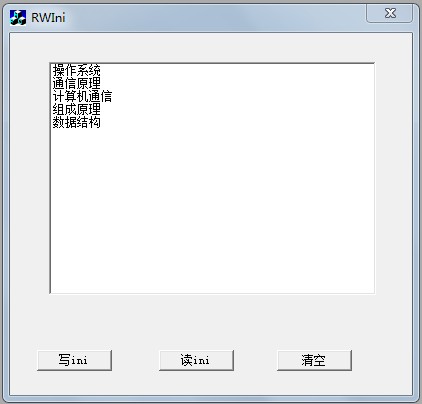 RWIni
操作系统
通信原理
计算机通信
组成原理
数据结构
写ini
读ini
清空